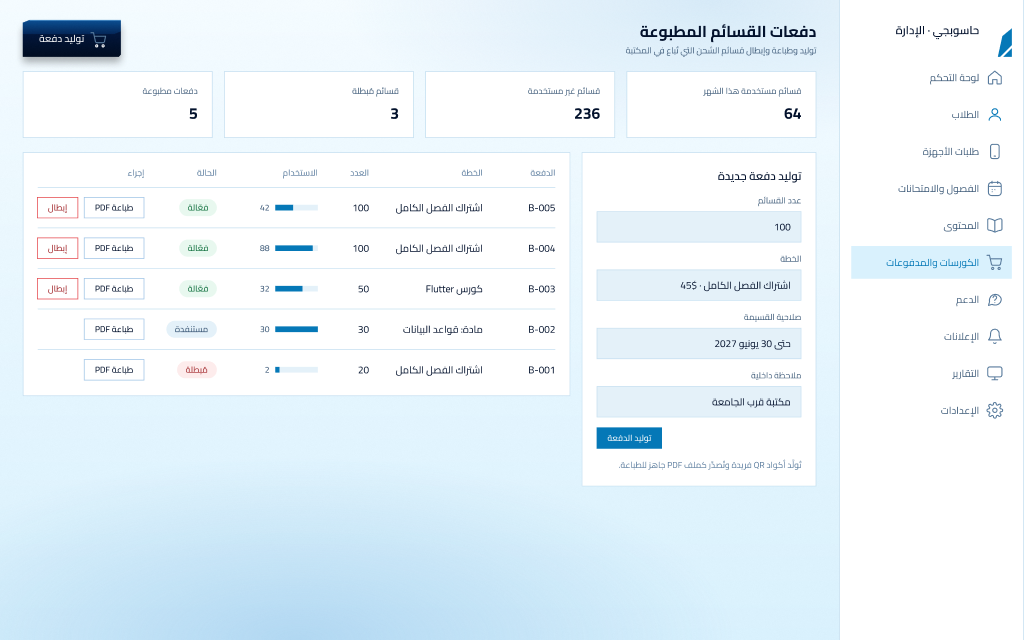 حاسوبجي · الإدارة
لوحة التحكم
الطلاب
طلبات الأجهزة
الفصول والامتحانات
المحتوى
الكورسات والمدفوعات
الدعم
الإعلانات
التقارير
الإعدادات
دفعات القسائم المطبوعة
توليد وطباعة وإبطال قسائم الشحن التي تُباع في المكتبة
توليد دفعة
قسائم مستخدمة هذا الشهر
64
قسائم غير مستخدمة
236
قسائم مُبطلة
3
دفعات مطبوعة
5
توليد دفعة جديدة
عدد القسائم
100
الخطة
اشتراك الفصل الكامل · 45$
صلاحية القسيمة
حتى 30 يونيو 2027
ملاحظة داخلية
مكتبة قرب الجامعة
توليد الدفعة
تُولَّد أكواد QR فريدة وتُصدَّر كملف PDF جاهز للطباعة.
الدفعة الخطة العدد الاستخدام الحالة إجراء
B-005 اشتراك الفصل الكامل 100 42 فعّالة طباعة PDF إبطال
B-004 اشتراك الفصل الكامل 100 88 فعّالة طباعة PDF إبطال
B-003 كورس Flutter 50 32 فعّالة طباعة PDF إبطال
B-002 مادة: قواعد البيانات 30 30 مستنفدة طباعة PDF
B-001 اشتراك الفصل الكامل 20 2 مُبطلة طباعة PDF